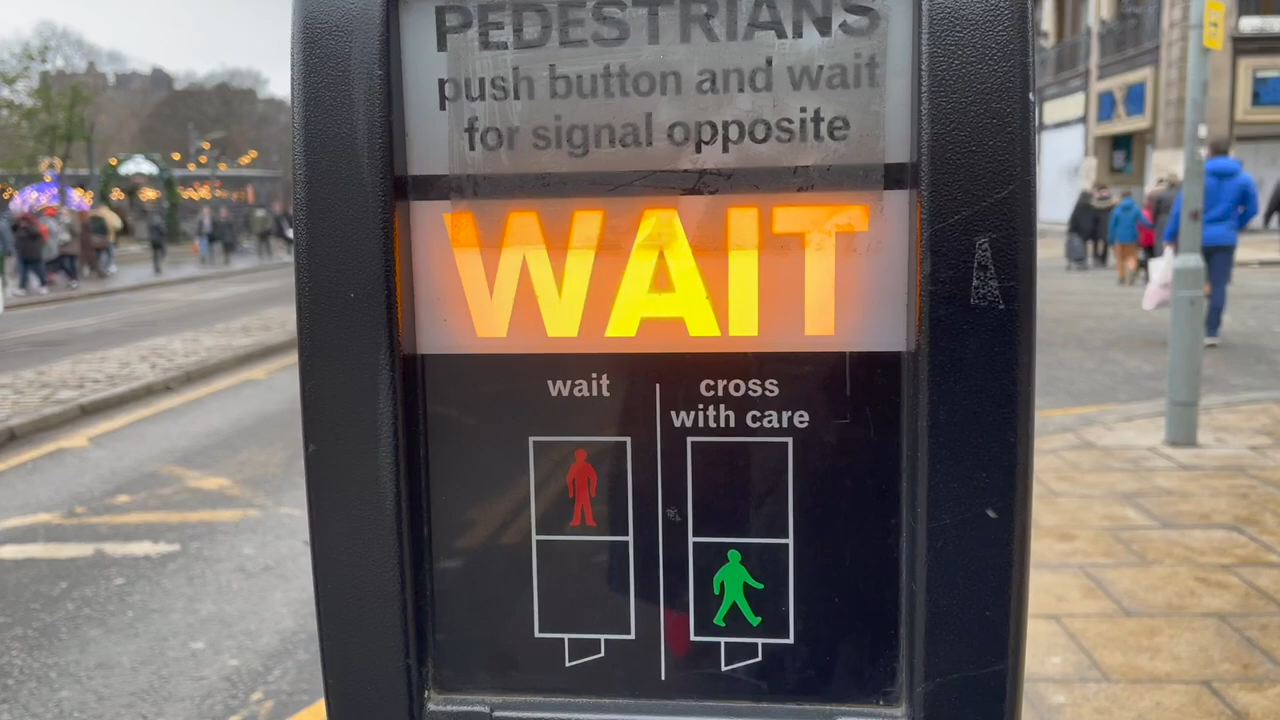 PEDESTRIANS
push button and wait
for signal opposite
WAIT
wait
cross
with care